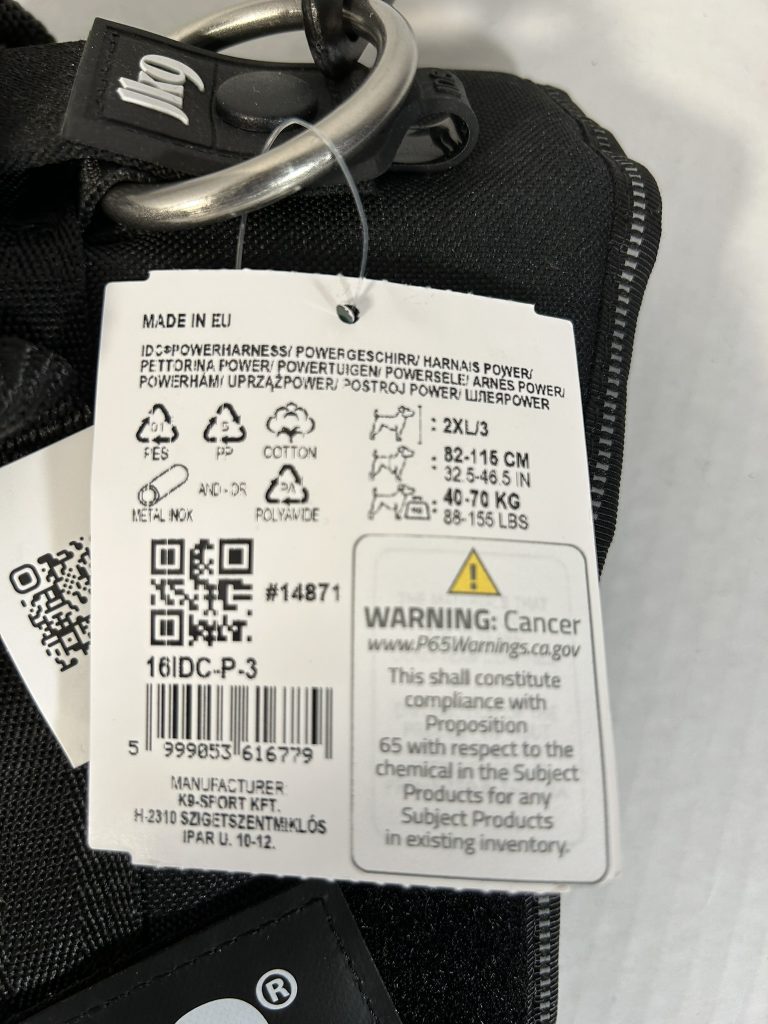 JK9
MADE IN EU
IDC®POWERHARNESS/ POWERGESCHIRR/ HARNAIS POWER/
PETTORINA POWER/ POWERTUIGEN/ POWERSELE/ ARNÉS POWER/
POWERHÁM/ UPRZĄŻPOWER/ POSTROJ POWER/ ШЛЕЯPOWER
01
PES
5
PP
COTTON
METAL INOX
AND-OR
PA
POLYAMIDE
: 2XL/3
: 82-115 CM
32.5-46.5 IN
: 40-70 KG
88-155 LBS
#14871
16IDC-P-3
5 999053 616779
MANUFACTURER
K9-SPORT KFT.
H-2310 SZIGETSZENTMIKLÓS
IPAR U. 10-12.
WARNING: Cancer
www.P65Warnings.ca.gov
This shall constitute
compliance with
Proposition
65 with respect to the
chemical in the Subject
Products for any
Subject Products
in existing inventory.
®